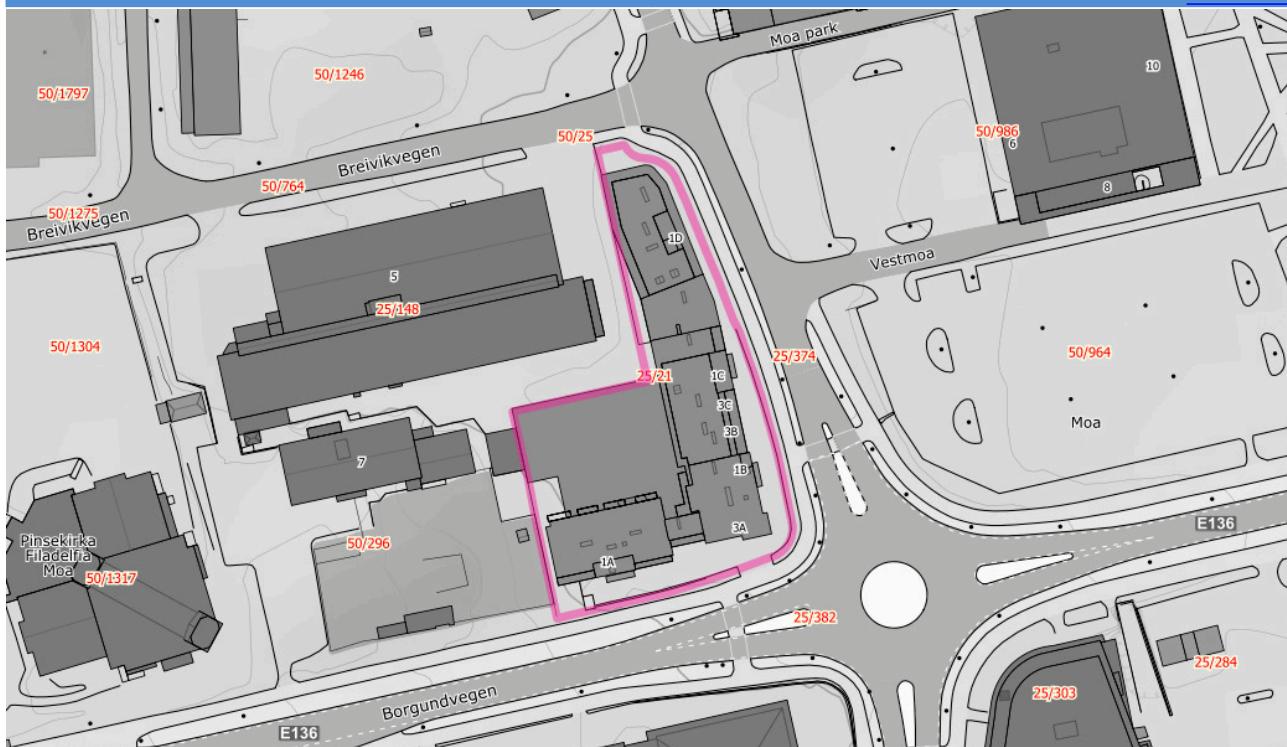 Moa park
50/1246
10
50/1797
50/986
6
50/25
Breivikvegen
50/764
8
50/1275
Breivikvegen
1D
Vestmoa
5
25/148
50/1304
25/374
50/964
25/21
1C
3C
Moa
3B
7
1B
3A
E136
Pinsekirka
Filadelfia
Moa
50/296
1A
50/1317
25/382
25/284
25/303
Borgundvegen
E136